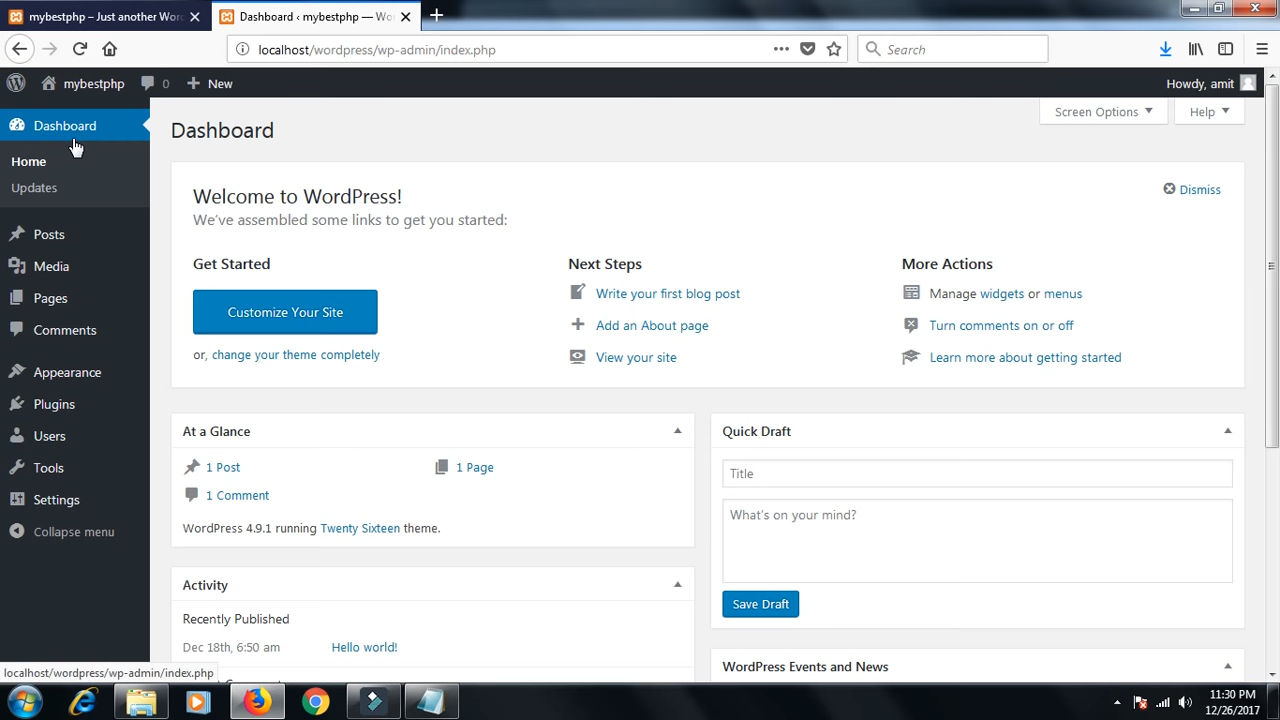 mybestphp – Just another Wor
Dashboard ‹ mybestphp — Wo
localhost/wordpress/wp-admin/index.php
Search
mybestphp
0
New
Howdy, amit
Dashboard
Home
Updates
Posts
Media
Pages
Comments
Appearance
Plugins
Users
Tools
Settings
Collapse menu
Screen Options
Help
Dashboard
Welcome to WordPress!
We've assembled some links to get you started:
Dismiss
Get Started
Customize Your Site
or, change your theme completely
Next Steps
Write your first blog post
Add an About page
View your site
More Actions
Manage widgets or menus
Turn comments on or off
Learn more about getting started
At a Glance
1 Post
1 Page
1 Comment
WordPress 4.9.1 running Twenty Sixteen theme.
Activity
Recently Published
Dec 18th, 6:50 am
Hello world!
Quick Draft
Title
What's on your mind?
Save Draft
WordPress Events and News
localhost/wordpress/wp-admin/index.php
11:30 PM
12/26/2017